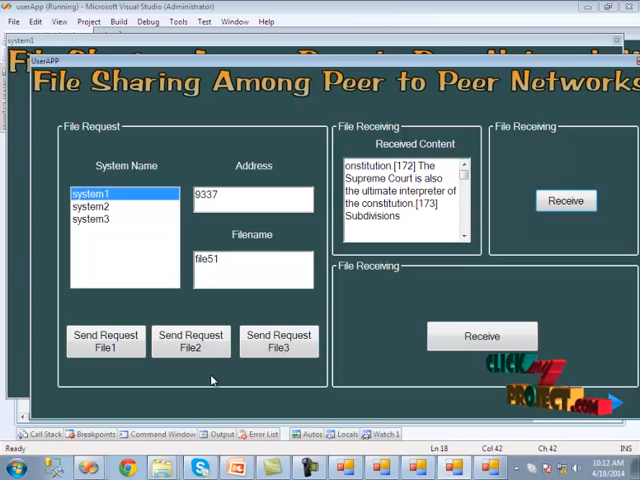 userApp (Running) - Microsoft Visual Studio (Administrator)
File Edit View Project Build Debug Tools Test Window Help
system1
UserAPP
File Sharing Among Peer to Peer Networks
File Request
System Name
Address
system1
system2
system3
9337
Filename
file51
Send Request File1
Send Request File2
Send Request File3
File Receiving
Received Content
onstitution.[172] The
Supreme Court is also
the ultimate interpreter of
the constitution.[173]
Subdivisions
File Receiving
Receive
File Receiving
Receive
CLICK my
PROJECT.COM
Call Stack Breakpoints Command Window Output Error List Autos Locals Watch 1
Ready Ln 18 Col 42 Ch 42
10:12 AM
4/18/2014